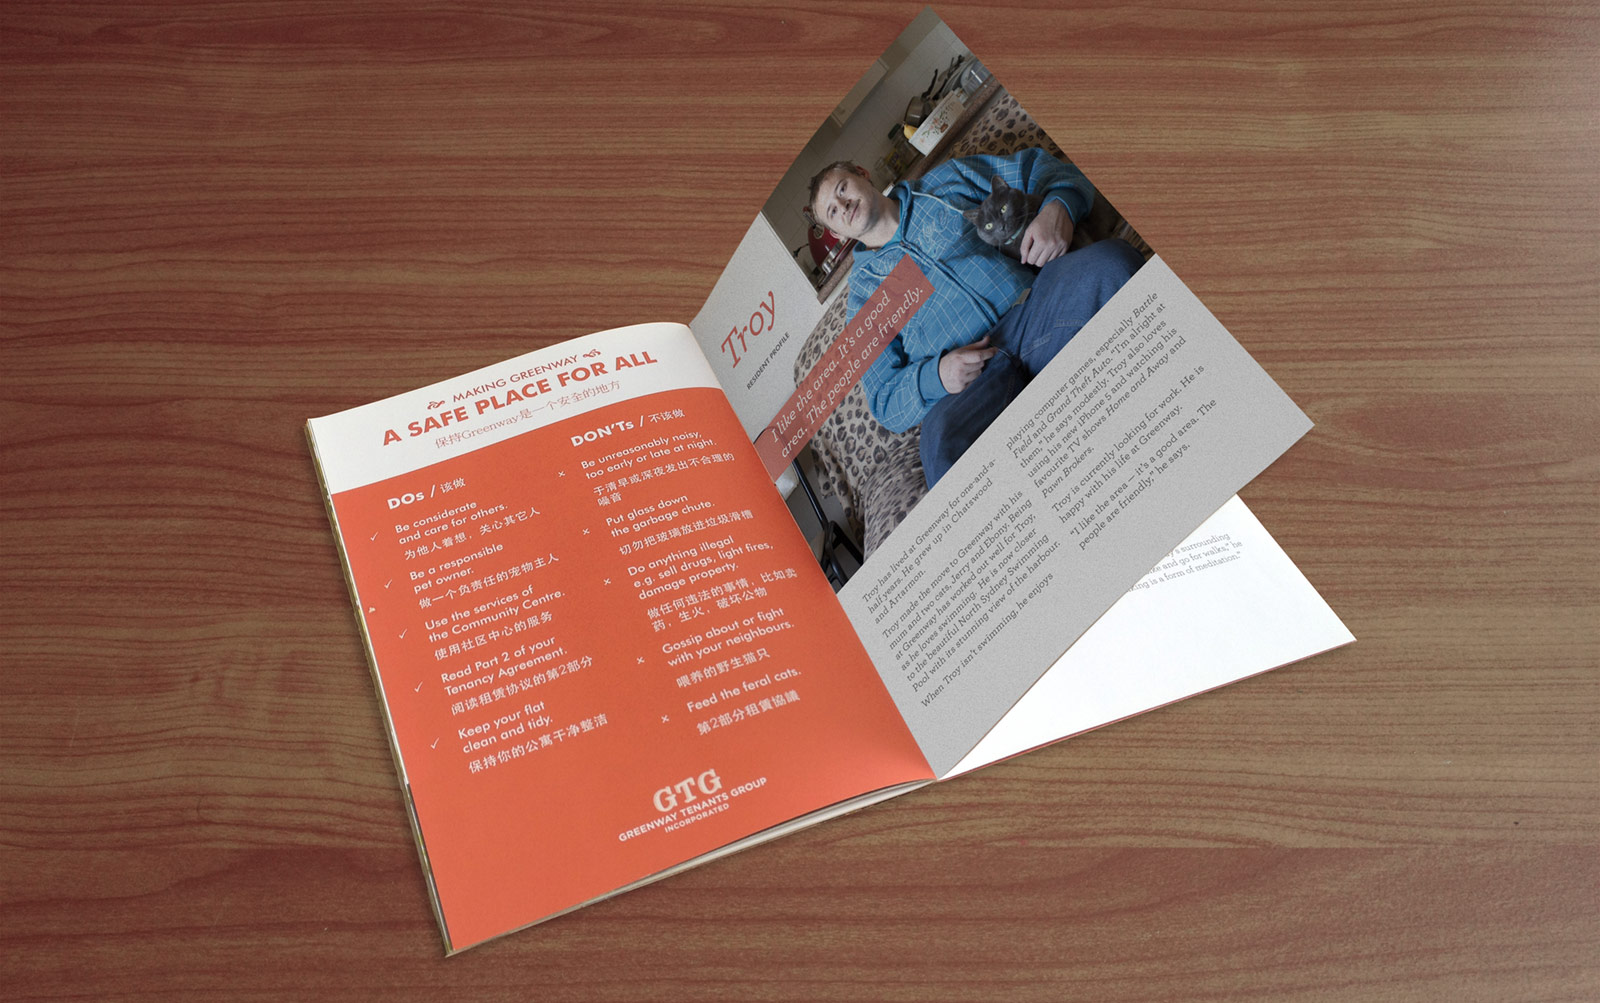 MAKING GREENWAY
A SAFE PLACE FOR ALL
保持Greenway是一个安全的地方
DOs / 该做
Be considerate
and care for others.
为他人着想，关心其它人
Be a responsible
pet owner.
做一个负责任的宠物主人
Use the services of
the Community Centre.
使用社区中心的服务
Read Part 2 of your
Tenancy Agreement.
阅读租赁协议的第2部分
Keep your flat
clean and tidy.
保持你的公寓干净整洁
DON'Ts / 不该做
Be unreasonably noisy,
too early or late at night.
于清早或深夜发出不合理的
噪音
Put glass down
the garbage chute.
切勿把玻璃放进垃圾滑槽
Do anything illegal
e.g. sell drugs, light fires,
damage property.
做任何违法的事情，比如卖
药，生火，破坏公物
Gossip about or fight
with your neighbours.
喂养的野生猫只
Feed the feral cats.
第2部分租賃協議
GTG
GREENWAY TENANTS GROUP
INCORPORATED
Troy
RESIDENT PROFILE
I like the area. It's a good
area. The people are friendly.
Troy has lived at Greenway for one-and-a-
half years. He grew up in Chatswood
and Artarmon.
Troy made the move to Greenway with his
mum and two cats, Jerry and Ebony. Being
at Greenway has worked out well for Troy,
as he loves swimming. He is now closer
to the beautiful North Sydney Swimming
Pool with its stunning view of the harbour.
When Troy isn't swimming, he enjoys
playing computer games, especially Battle
Field and Grand Theft Auto. "I'm alright at
them," he says modestly. Troy also loves
using his new iPhone 5 and watching his
favourite TV shows Home and Away and
Pawn Brokers.
Troy is currently looking for work. He is
happy with his life at Greenway.
"I like the area — it's a good area. The
people are friendly," he says.
surrounding
and go for walks," he
king is a form of meditation."